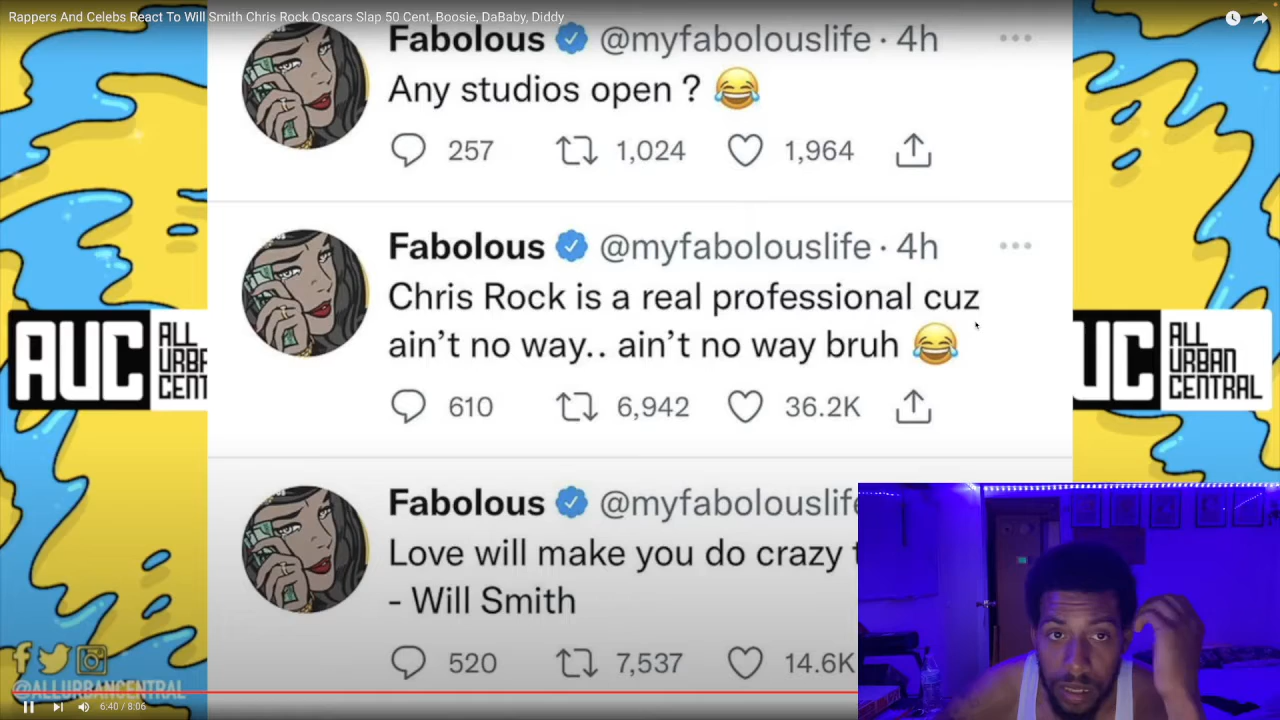 Rappers And Celebs React To Will Smith Chris Rock Oscars Slap 50 Cent, Boosie, DaBaby, Diddy
Fabolous @myfabolouslife · 4h
Any studios open ? 😂
257 1,024 1,964
Fabolous @myfabolouslife · 4h
Chris Rock is a real professional cuz
ain’t no way.. ain’t no way bruh 😂
610 6,942 36.2K
AUC ALL
URBA
CENT
UC ALL
URBAN
CENTRAL
Fabolous @myfabolouslife
Love will make you do crazy t
- Will Smith
520 7,537 14.6K
@ALLURBANCENTRAL
6:40 / 8:06